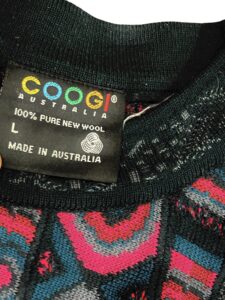 COOGI®
AUSTRALIA
100% PURE NEW WOOL
L
MADE IN AUSTRALIA